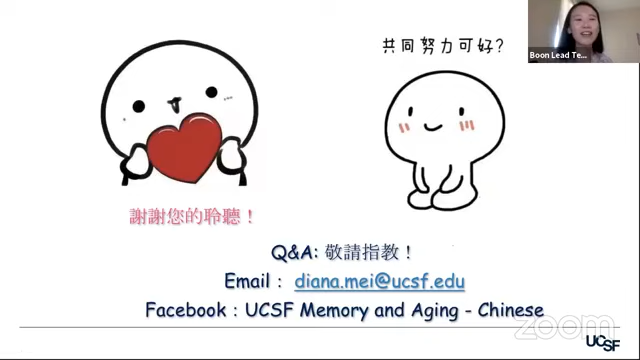 共同努力可好?
Boon Lead Te...
謝謝您的聆聽！
Q&A: 敬請指教！
Email： diana.mei@ucsf.edu
Facebook：UCSF Memory and Aging - Chinese
zoom
UCSF